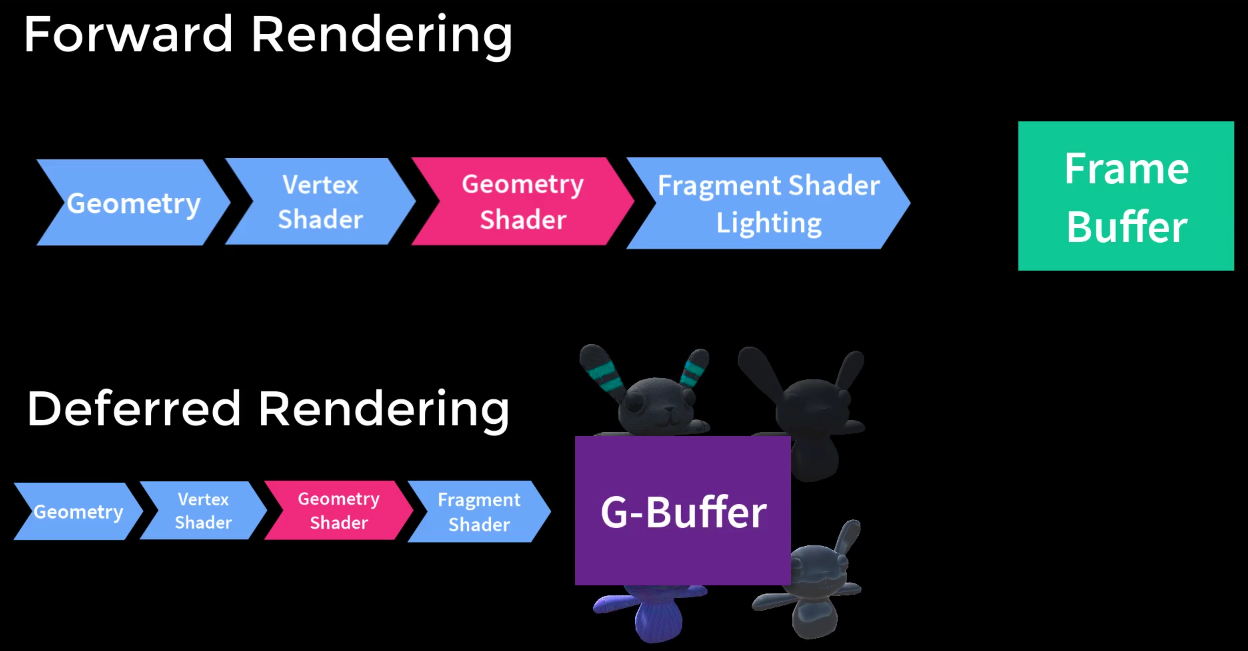 Forward Rendering
Geometry
Vertex
Shader
Geometry
Shader
Fragment Shader
Lighting
Frame
Buffer
Deferred Rendering
Geometry
Vertex
Shader
Geometry
Shader
Fragment
Shader
G-Buffer